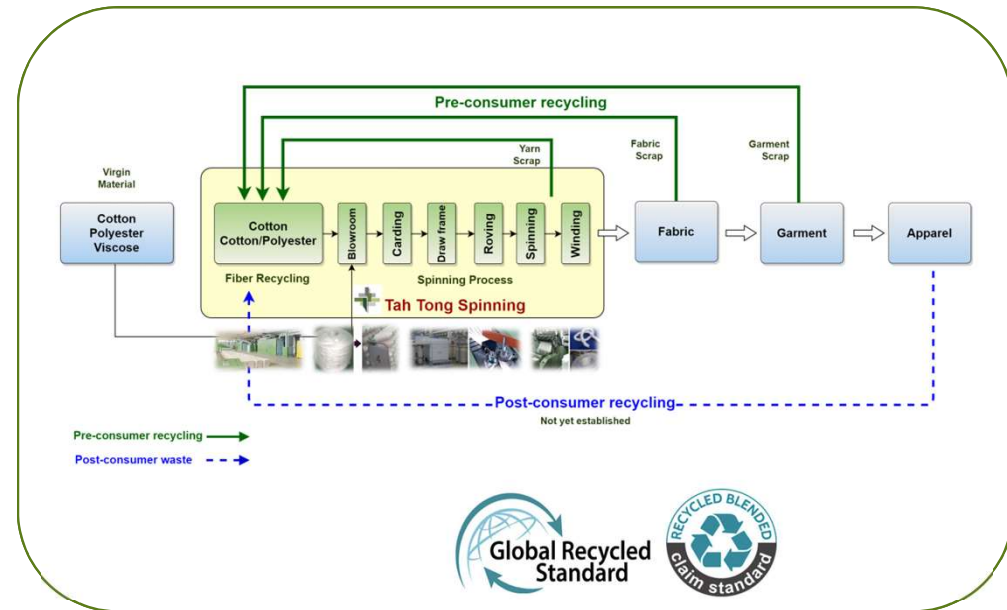 Pre-consumer recycling
Yarn
Scrap
Fabric
Scrap
Garment
Scrap
Virgin
Material
Cotton
Polyester
Viscose
Cotton
Cotton/Polyester
Blowroom
Carding
Draw frame
Roving
Spinning
Winding
Fabric
Garment
Apparel
Fiber Recycling
Spinning Process
Tah Tong Spinning
Post-consumer recycling
Not yet established
Pre-consumer recycling
Post-consumer waste
Global Recycled
Standard
RECYCLED BLENDED
claim standard